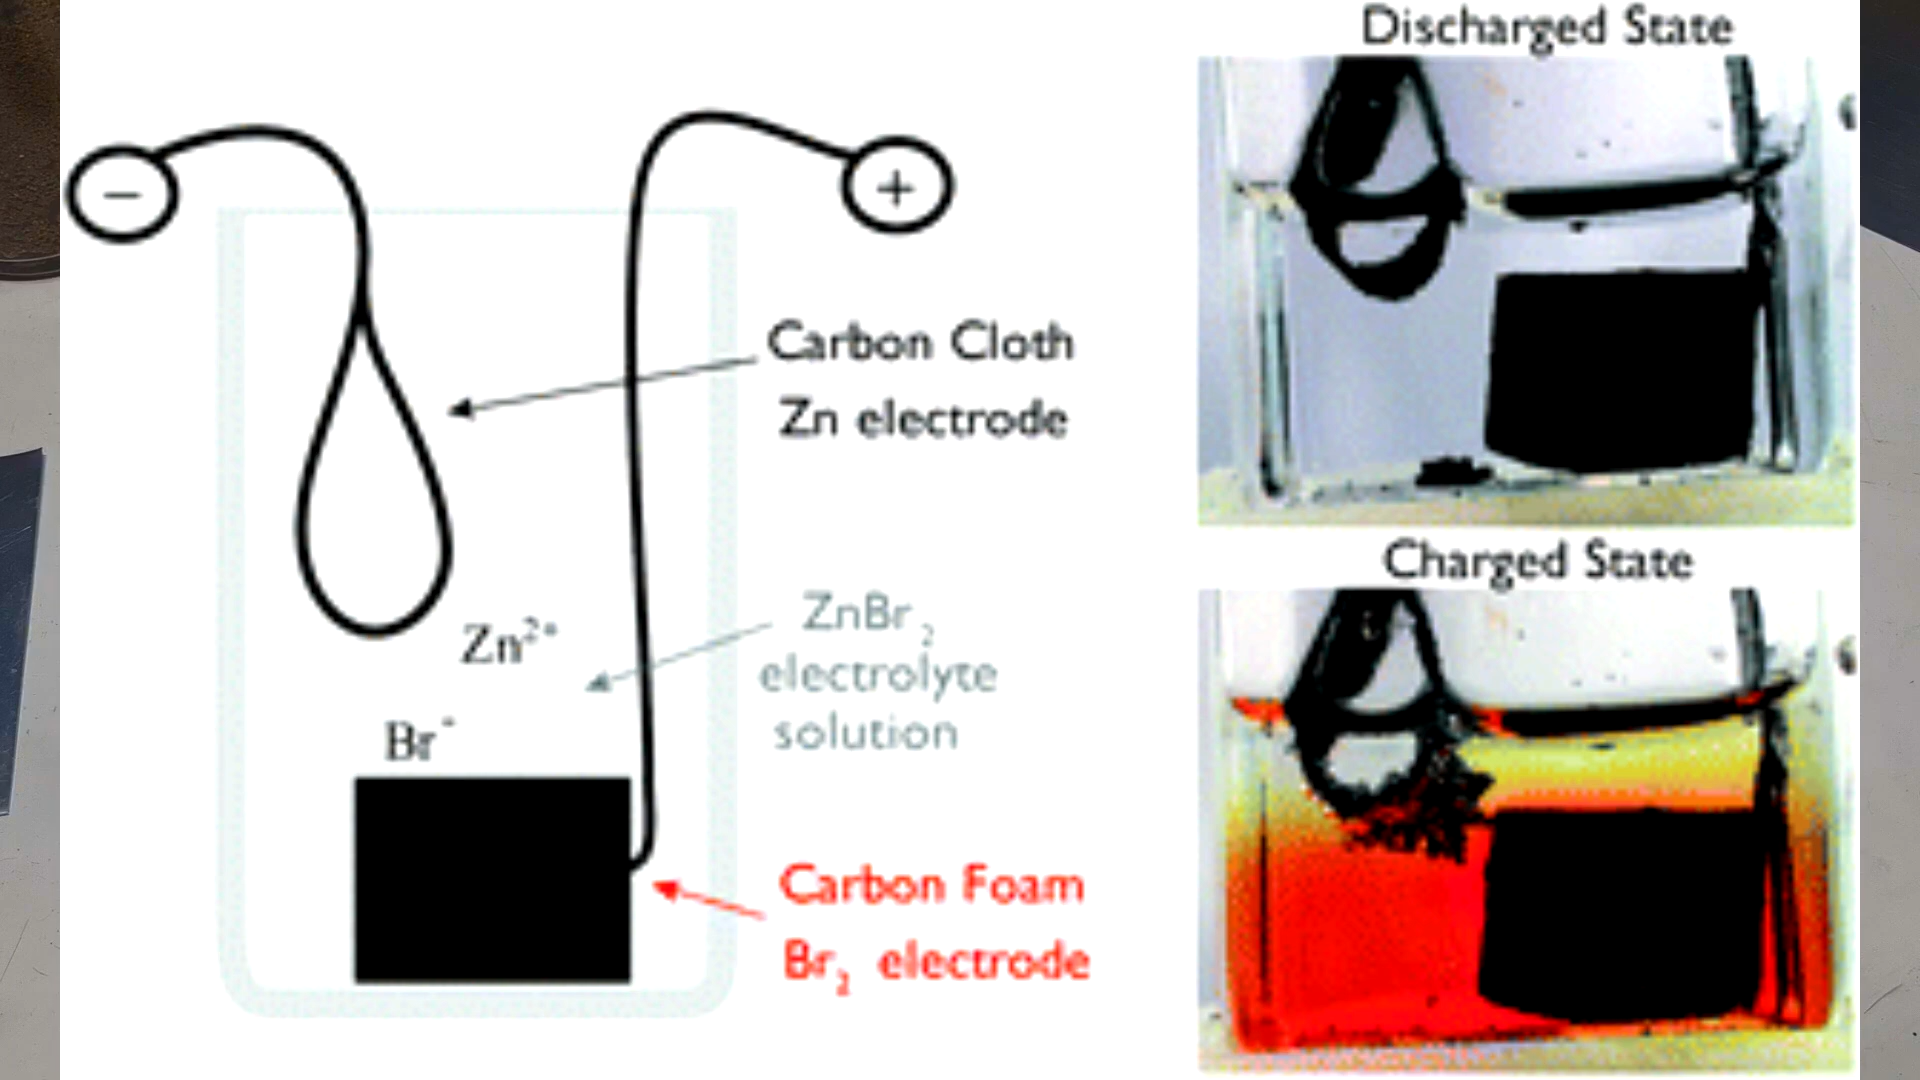 Discharged State
−
+
Carbon Cloth
Zn electrode
Zn²⁺
ZnBr₂
electrolyte
solution
Br⁻
Charged State
Carbon Foam
Br₂ electrode